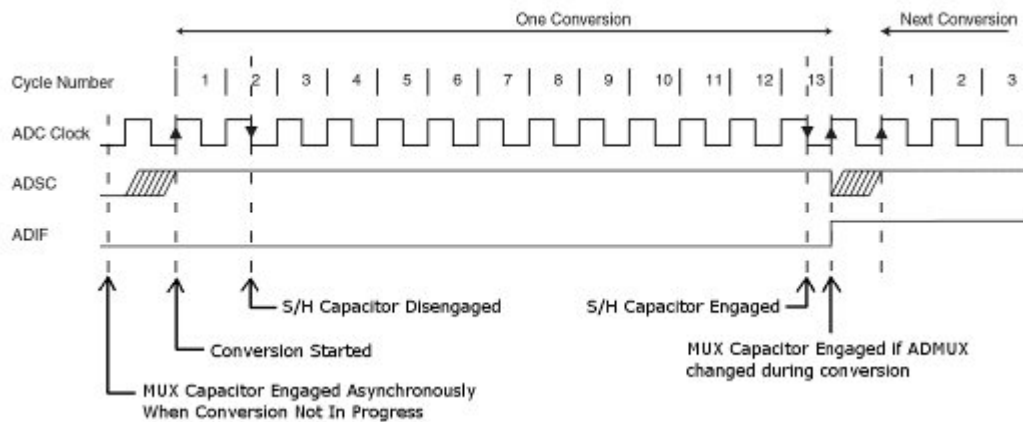 One Conversion
Next Conversion
Cycle Number
1 2 3 4 5 6 7 8 9 10 11 12 13 1 2 3
ADC Clock
ADSC
ADIF
S/H Capacitor Disengaged
S/H Capacitor Engaged
Conversion Started
MUX Capacitor Engaged if ADMUX
changed during conversion
MUX Capacitor Engaged Asynchronously
When Conversion Not In Progress